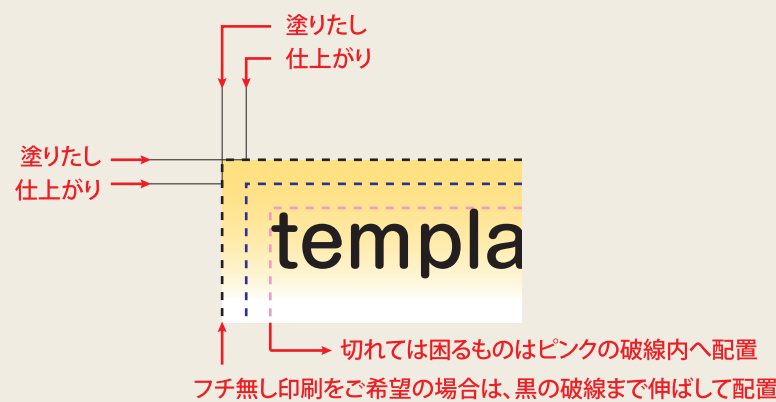 塗りたし
仕上がり
塗りたし
仕上がり
templa
切れては困るものはピンクの破線内へ配置
フチ無し印刷をご希望の場合は、黒の破線まで伸ばして配置